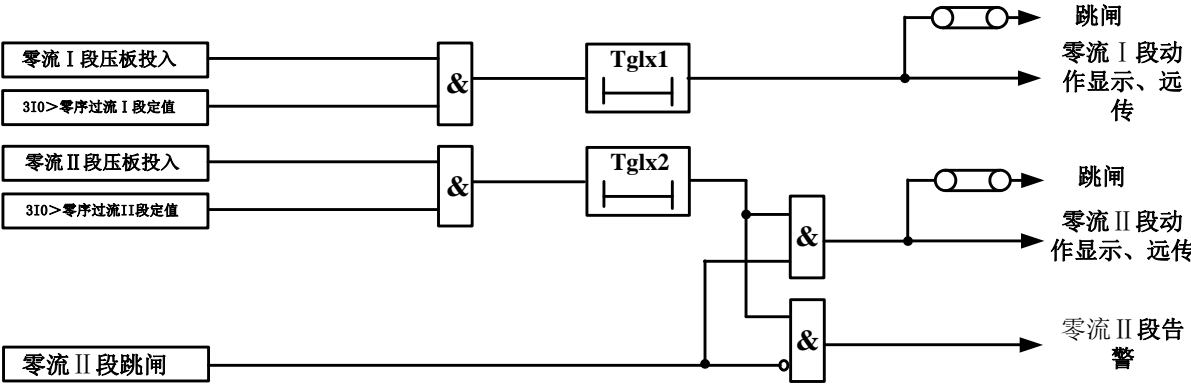 跳闸
零流Ⅰ段压板投入
Tglx1
零流Ⅰ段动
作显示、远
传
&
3I0>零序过流Ⅰ段定值
零流Ⅱ段压板投入
Tglx2
跳闸
&
3I0>零序过流II段定值
零流Ⅱ段动
作显示、远传
&
零流Ⅱ段告
警
&
零流Ⅱ段跳闸